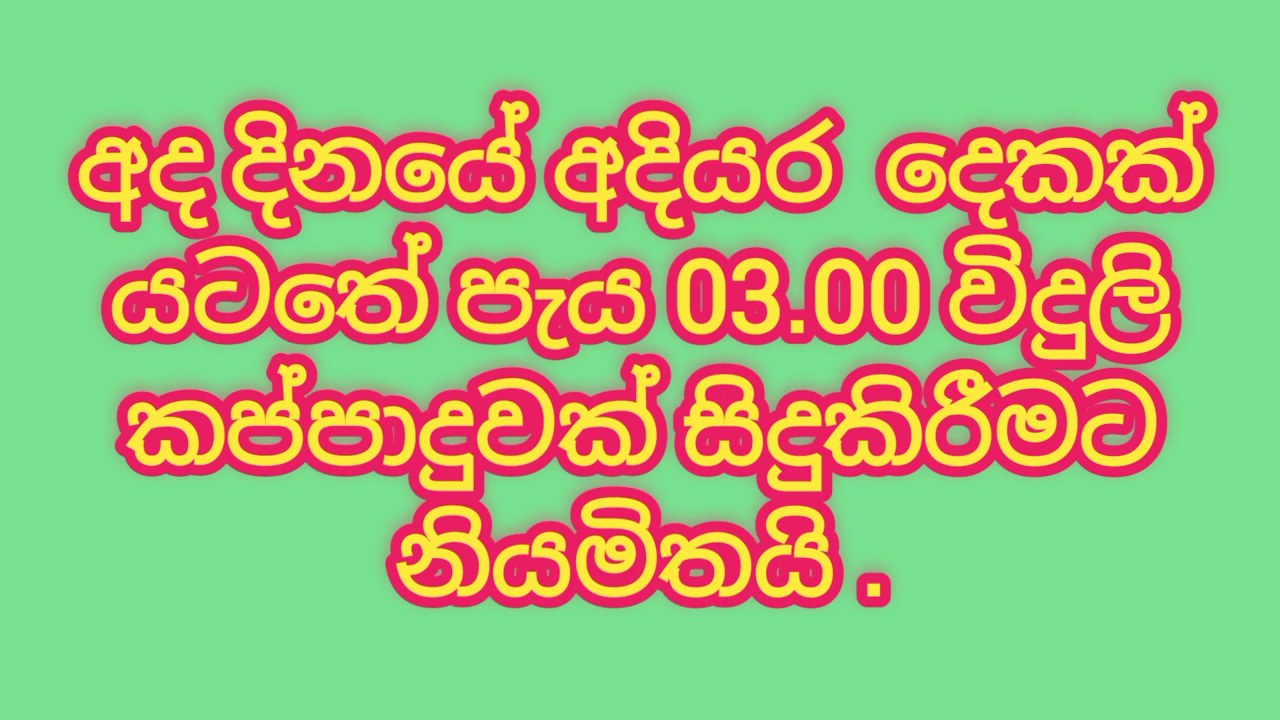 අද දිනයේ අදියර දෙකක්
යටතේ පැය 03.00 විදුලි
කප්පාදුවක් සිදුකිරීමට
නියමිතයි .